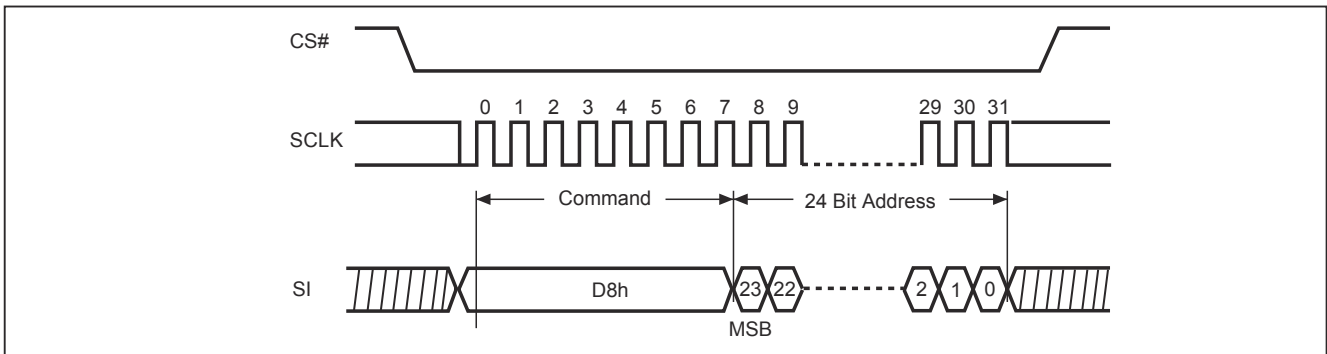 CS#
0 1 2 3 4 5 6 7 8 9 29 30 31
SCLK
Command 24 Bit Address
SI D8h 23 22 2 1 0
MSB